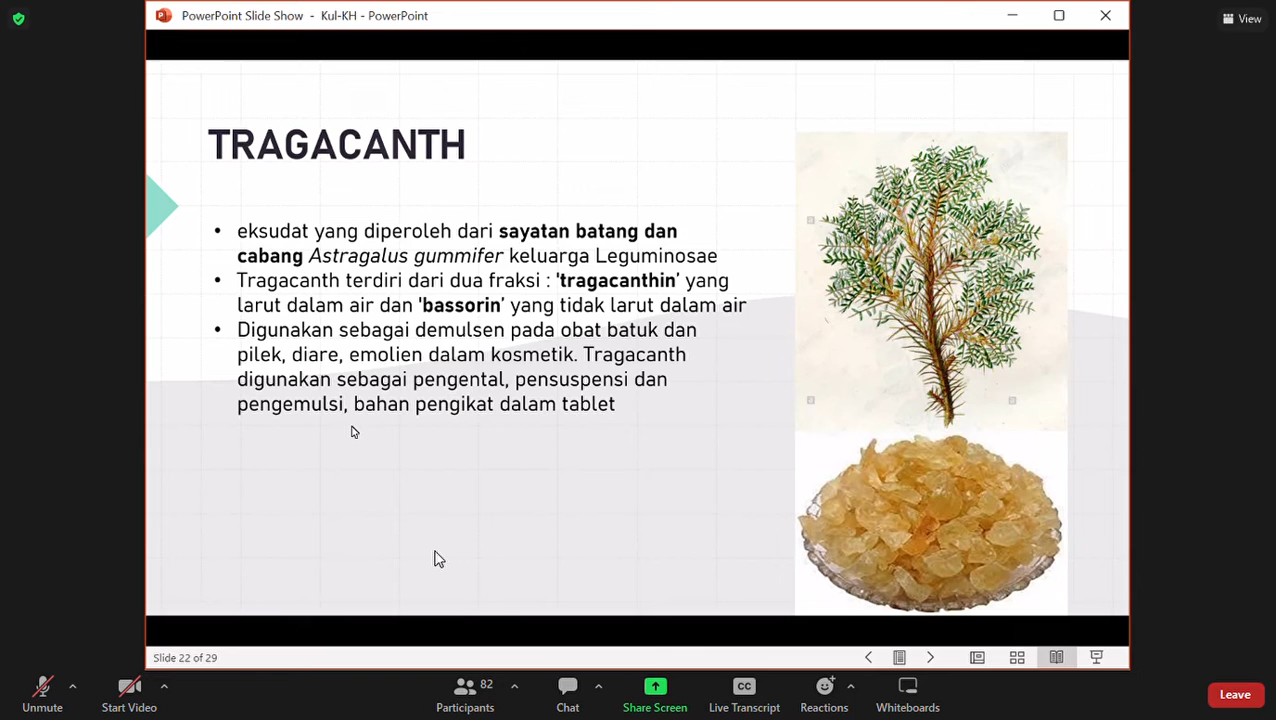 PowerPoint Slide Show - Kul-KH - PowerPoint
View
TRAGACANTH
• eksudat yang diperoleh dari sayatan batang dan
cabang Astragalus gummifer keluarga Leguminosae
• Tragacanth terdiri dari dua fraksi : 'tragacanthin’ yang
larut dalam air dan 'bassorin’ yang tidak larut dalam air
• Digunakan sebagai demulsen pada obat batuk dan
pilek, diare, emolien dalam kosmetik. Tragacanth
digunakan sebagai pengental, pensuspensi dan
pengemulsi, bahan pengikat dalam tablet
Slide 22 of 29
82
Unmute
Start Video
Participants
Chat
Share Screen
CC
Live Transcript
Reactions
Whiteboards
Leave